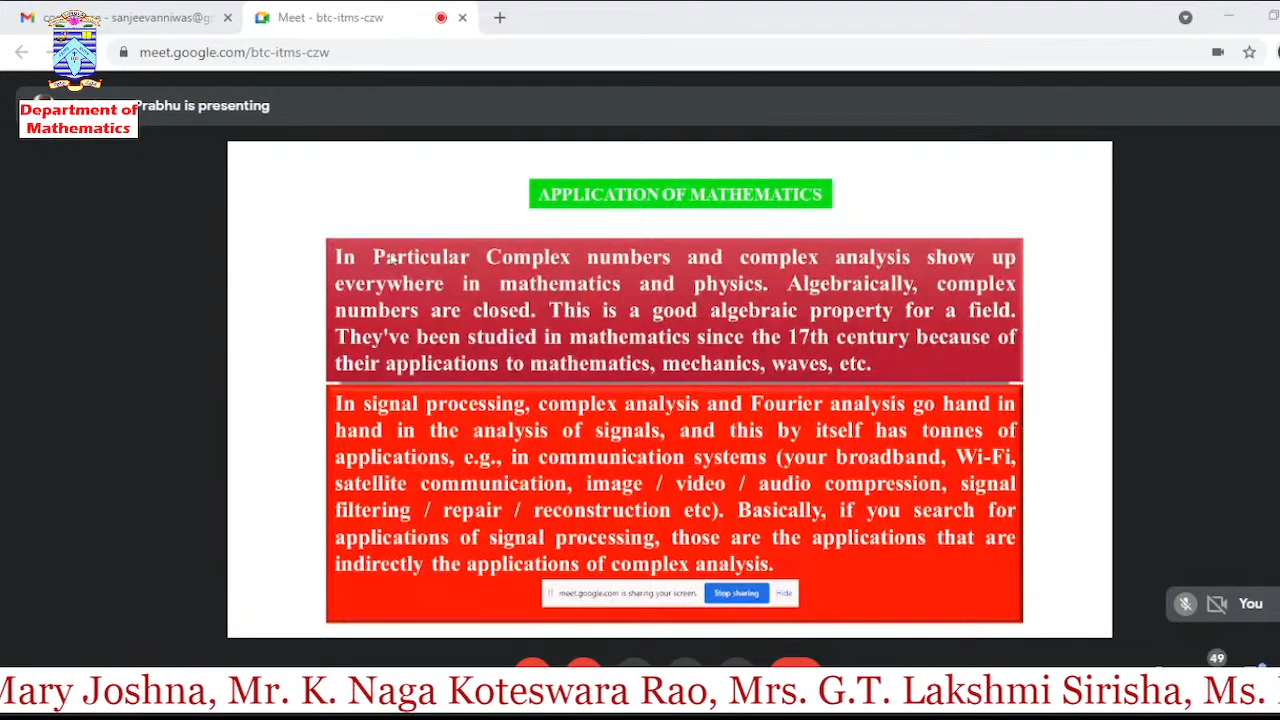 sanjeevanniwas@g
Meet - btc-itms-czw
meet.google.com/btc-itms-czw
Department of
Mathematics
Prabhu is presenting
APPLICATION OF MATHEMATICS
In Particular Complex numbers and complex analysis show up
everywhere in mathematics and physics. Algebraically, complex
numbers are closed. This is a good algebraic property for a field.
They've been studied in mathematics since the 17th century because of
their applications to mathematics, mechanics, waves, etc.
In signal processing, complex analysis and Fourier analysis go hand in
hand in the analysis of signals, and this by itself has tonnes of
applications, e.g., in communication systems (your broadband, Wi-Fi,
satellite communication, image / video / audio compression, signal
filtering / repair / reconstruction etc). Basically, if you search for
applications of signal processing, those are the applications that are
indirectly the applications of complex analysis.
meet.google.com is sharing your screen.
Stop sharing
Hide
You
49
Mary Joshna, Mr. K. Naga Koteswara Rao, Mrs. G.T. Lakshmi Sirisha, Ms.